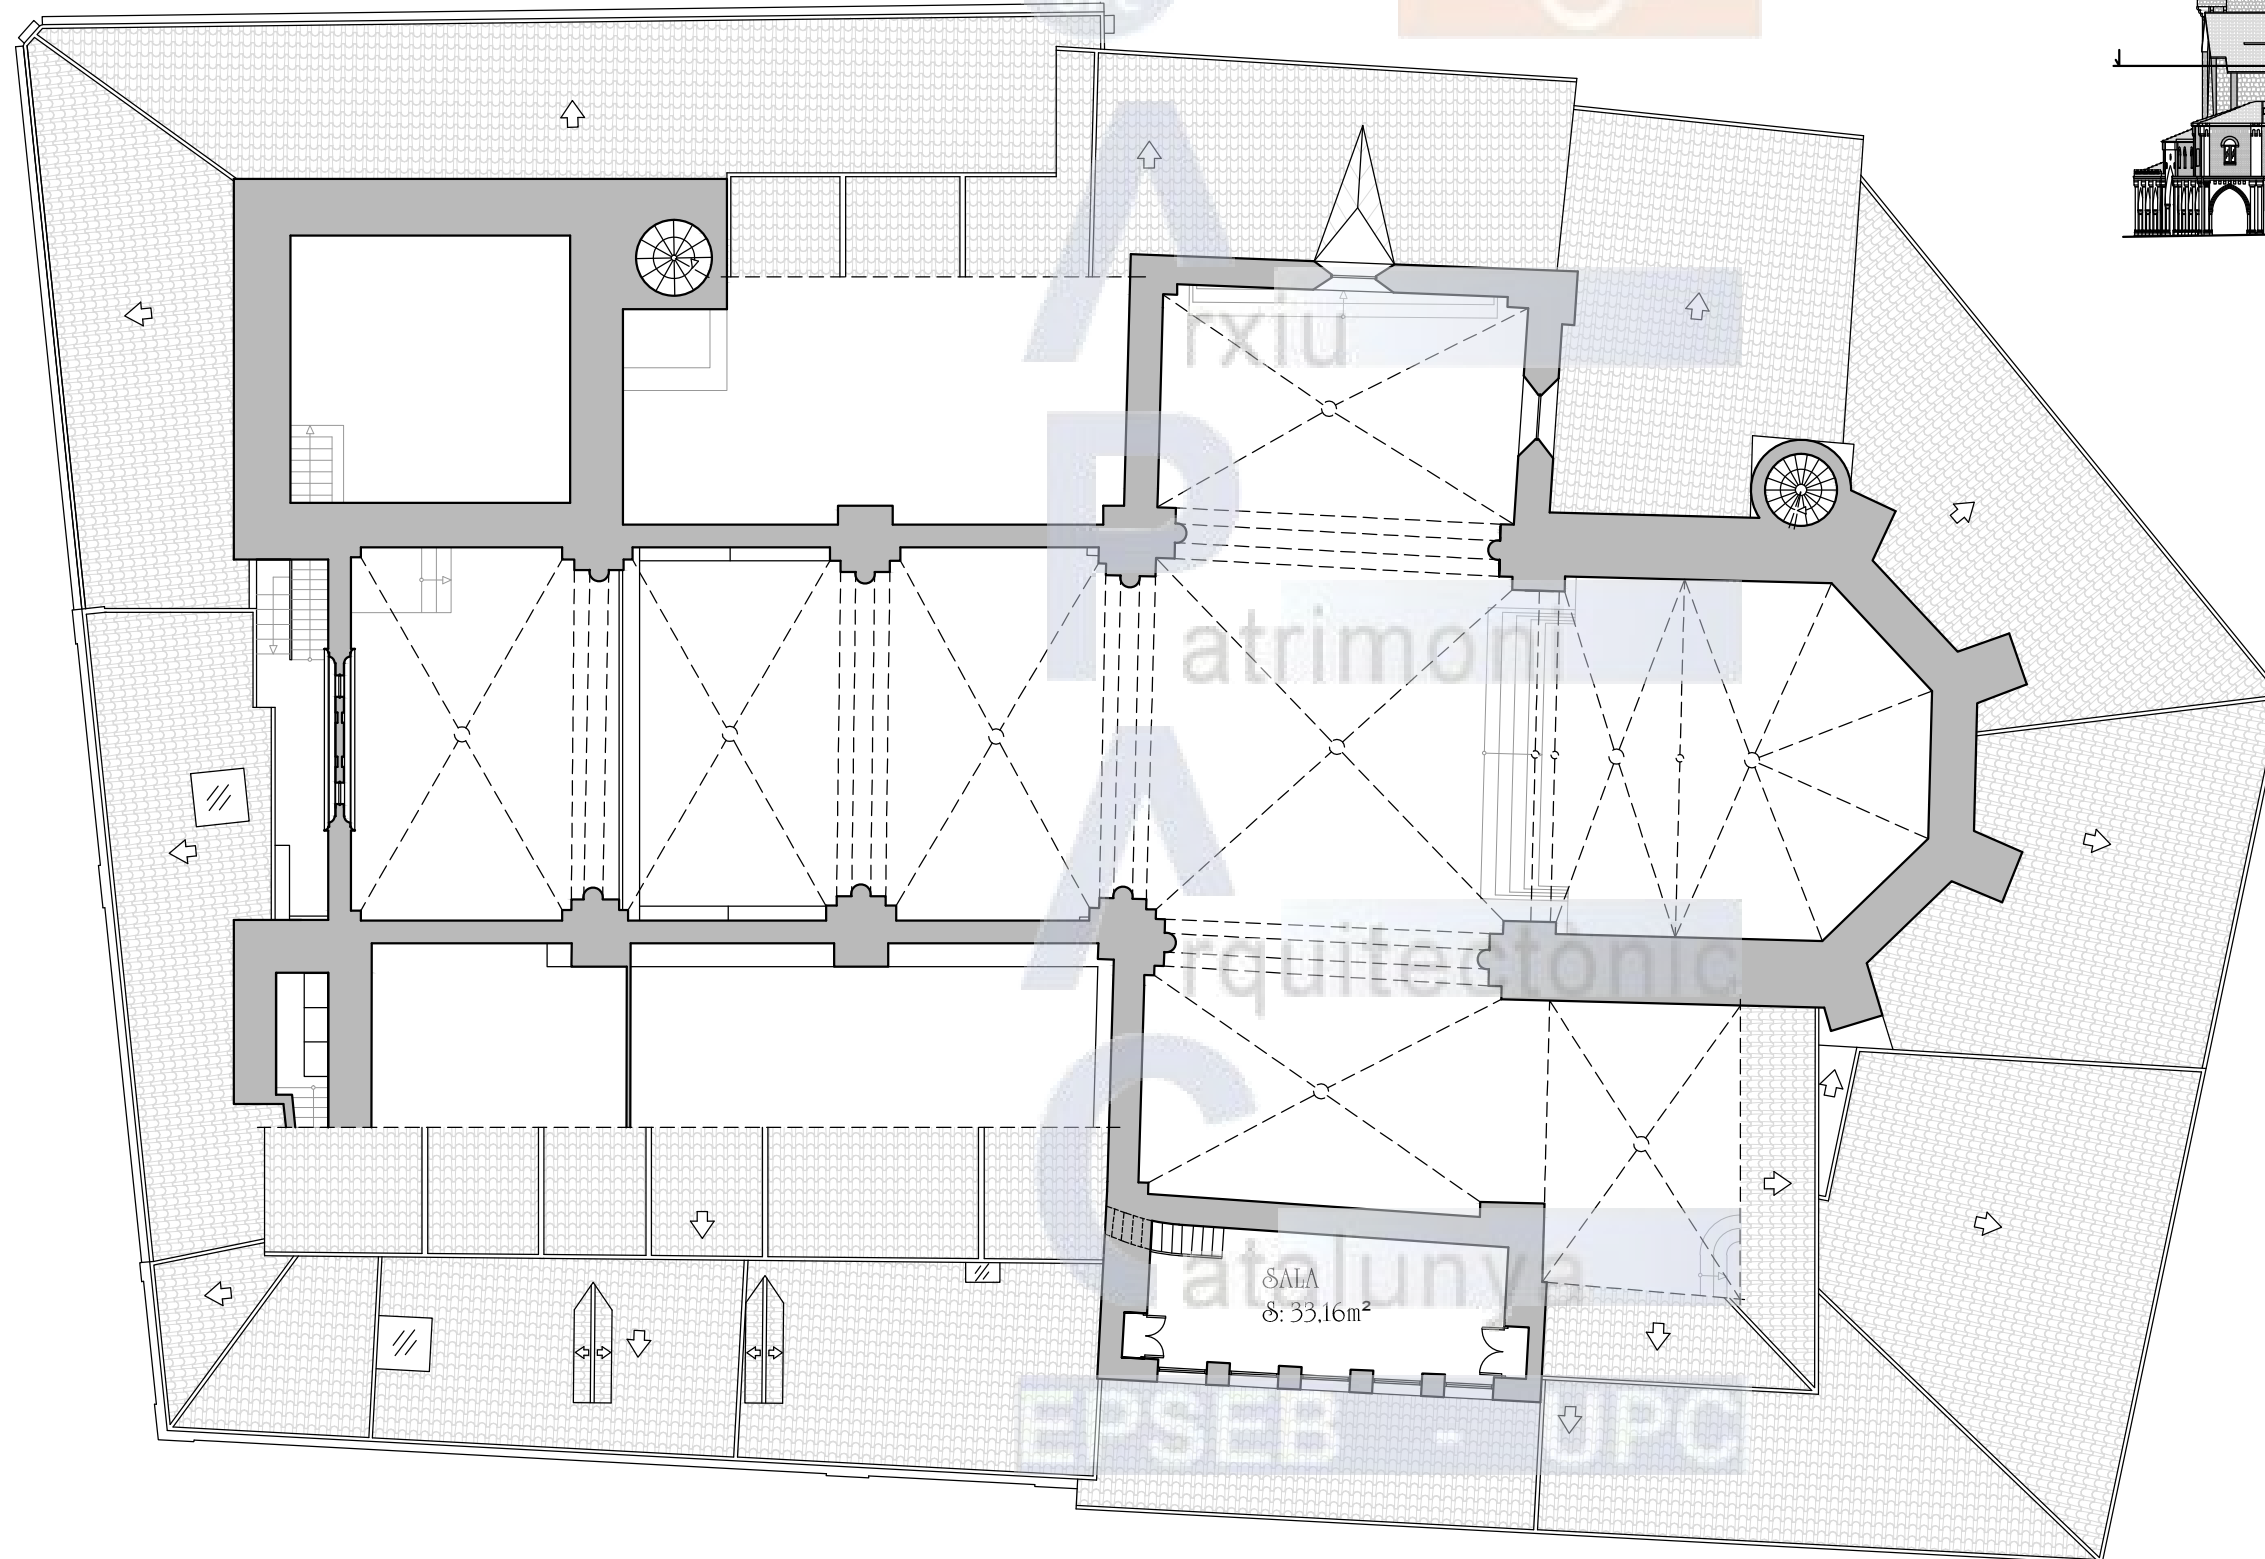 Arxiu
Patrimoni
Arquitectònic
Catalunya
SALA
S: 33,16m²
EPSEB - UPC